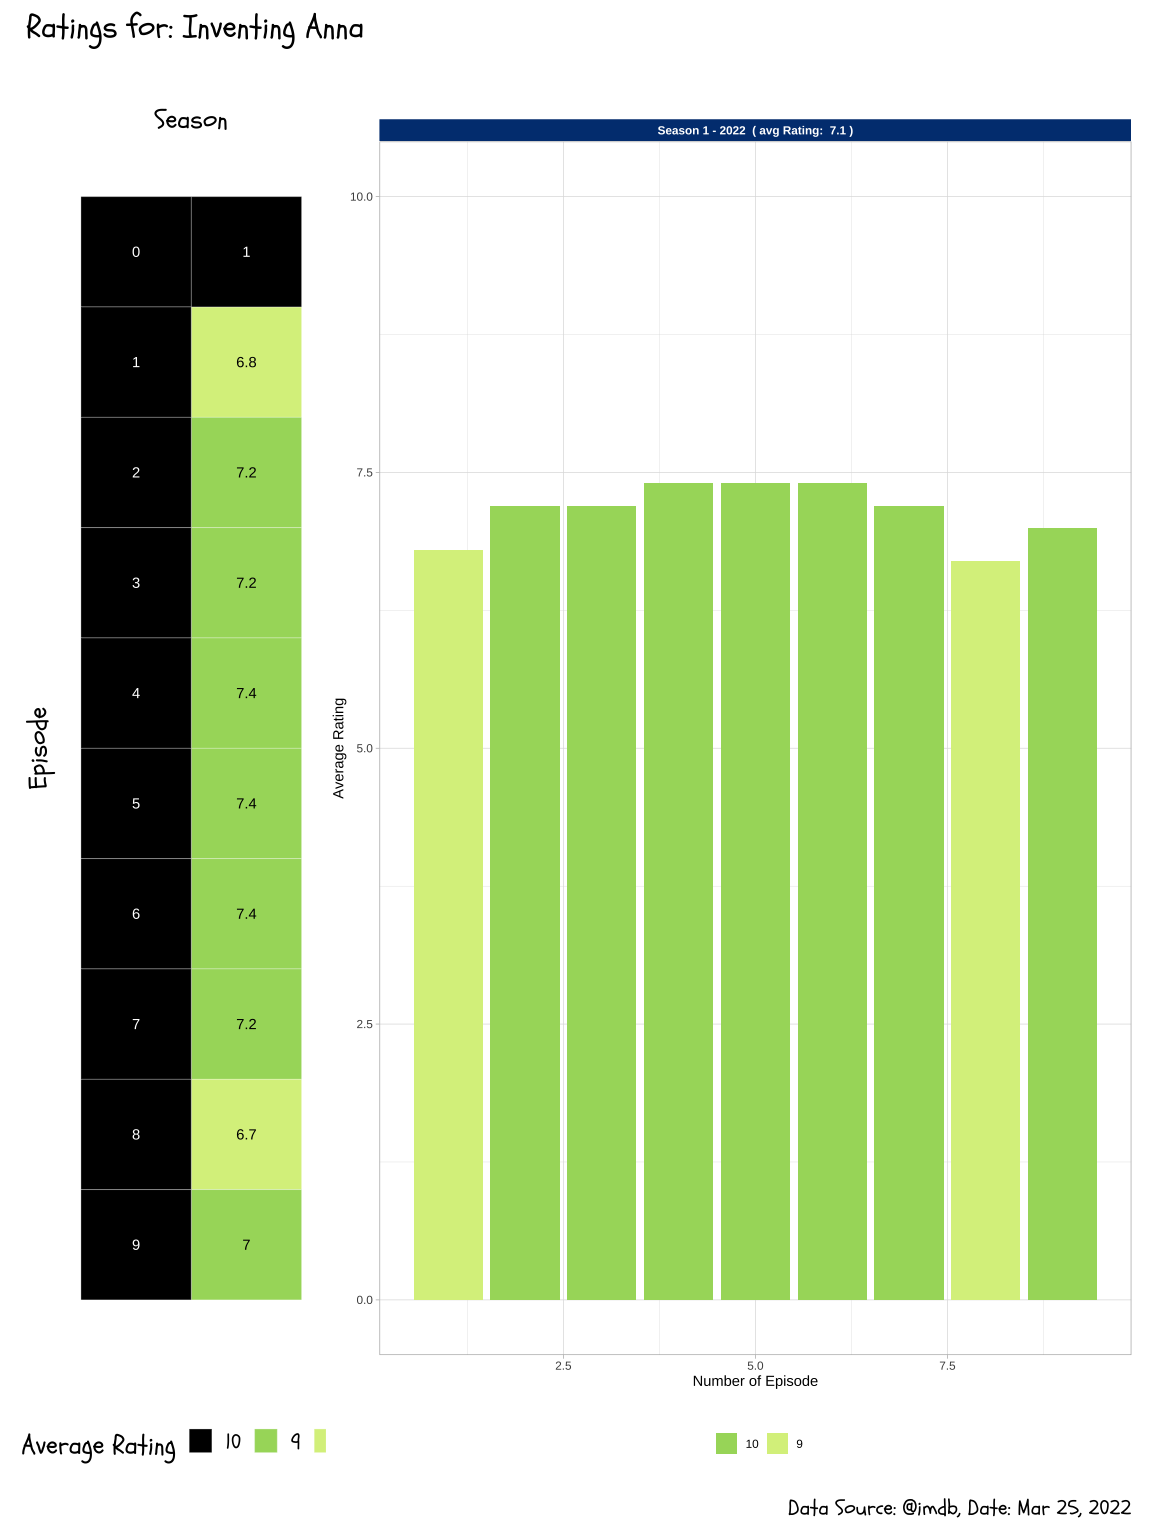 Ratings for: Inventing Anna
Season
Episode
0 1
1 6.8
2 7.2
3 7.2
4 7.4
5 7.4
6 7.4
7 7.2
8 6.7
9 7
Season 1 - 2022 ( avg Rating: 7.1 )
Average Rating
10.0
7.5
5.0
2.5
0.0
2.5 5.0 7.5
Number of Episode
Average Rating 10 9
10 9
Data Source: @imdb, Date: Mar 25, 2022